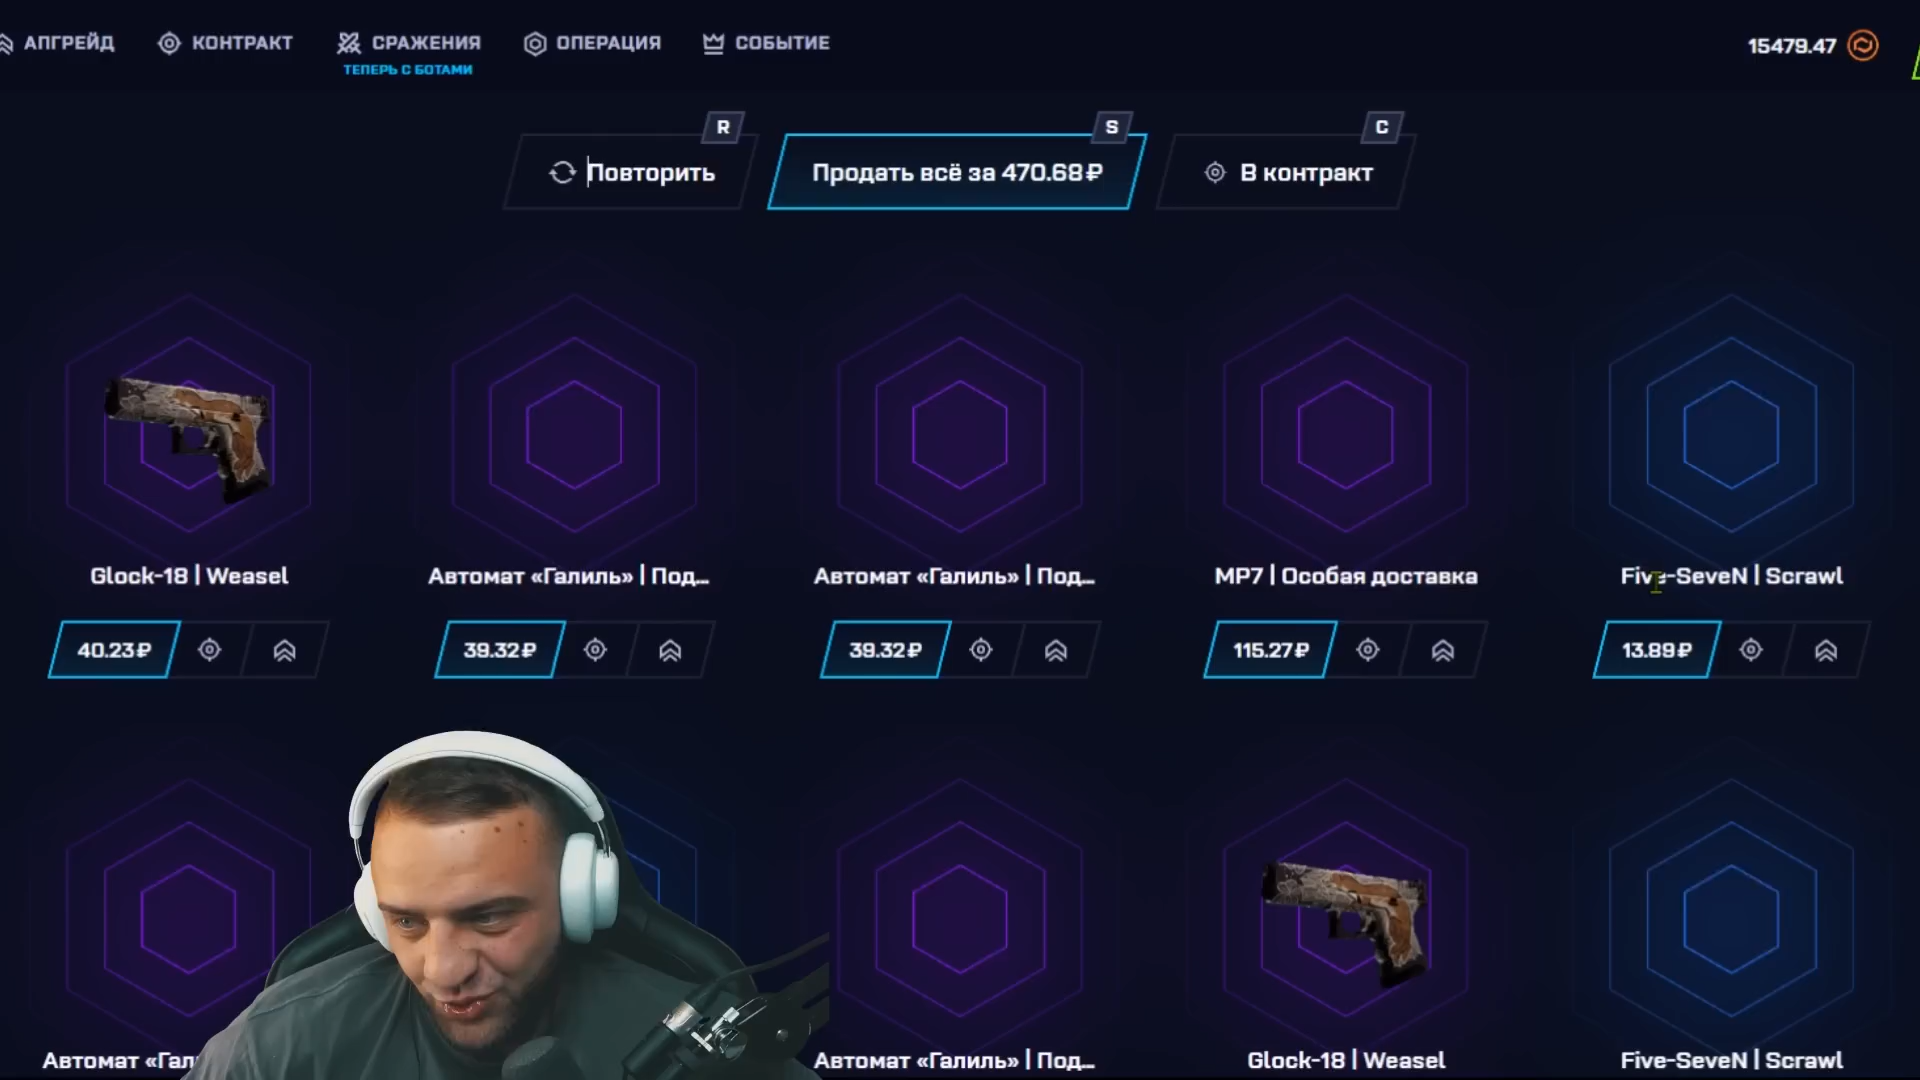 АПГРЕЙД
КОНТРАКТ
СРАЖЕНИЯ
ТЕПЕРЬ С БОТАМИ
ОПЕРАЦИЯ
СОБЫТИЕ
15479.47
R
Повторить
S
Продать всё за 470.68₽
C
В контракт
Glock-18 | Weasel
Автомат «Галиль» | Под...
Автомат «Галиль» | Под...
MP7 | Особая доставка
Five-SeveN | Scrawl
40.23₽
39.32₽
39.32₽
115.27₽
13.89₽
Автомат «Гал
Автомат «Галиль» | Под...
Glock-18 | Weasel
Five-SeveN | Scrawl